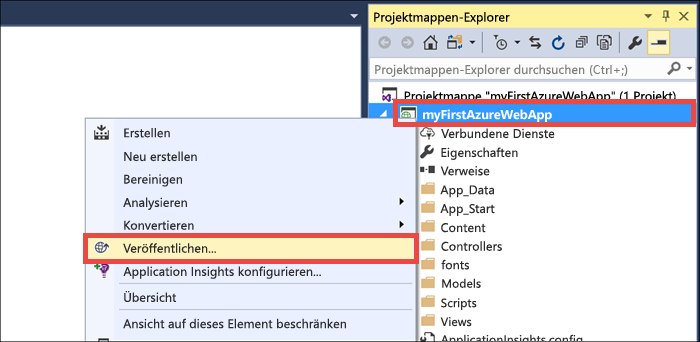 Projektmappen-Explorer
Projektmappen-Explorer durchsuchen (Ctrl+;)
Projektmappe "myFirstAzureWebApp" (1 Projekt)
myFirstAzureWebApp
Verbundene Dienste
Eigenschaften
Verweise
App_Data
App_Start
Content
Controllers
fonts
Models
Scripts
Views
ApplicationInsights.config
Erstellen
Neu erstellen
Bereinigen
Analysieren
Konvertieren
Veröffentlichen...
Application Insights konfigurieren...
Übersicht
Ansicht auf dieses Element beschränken